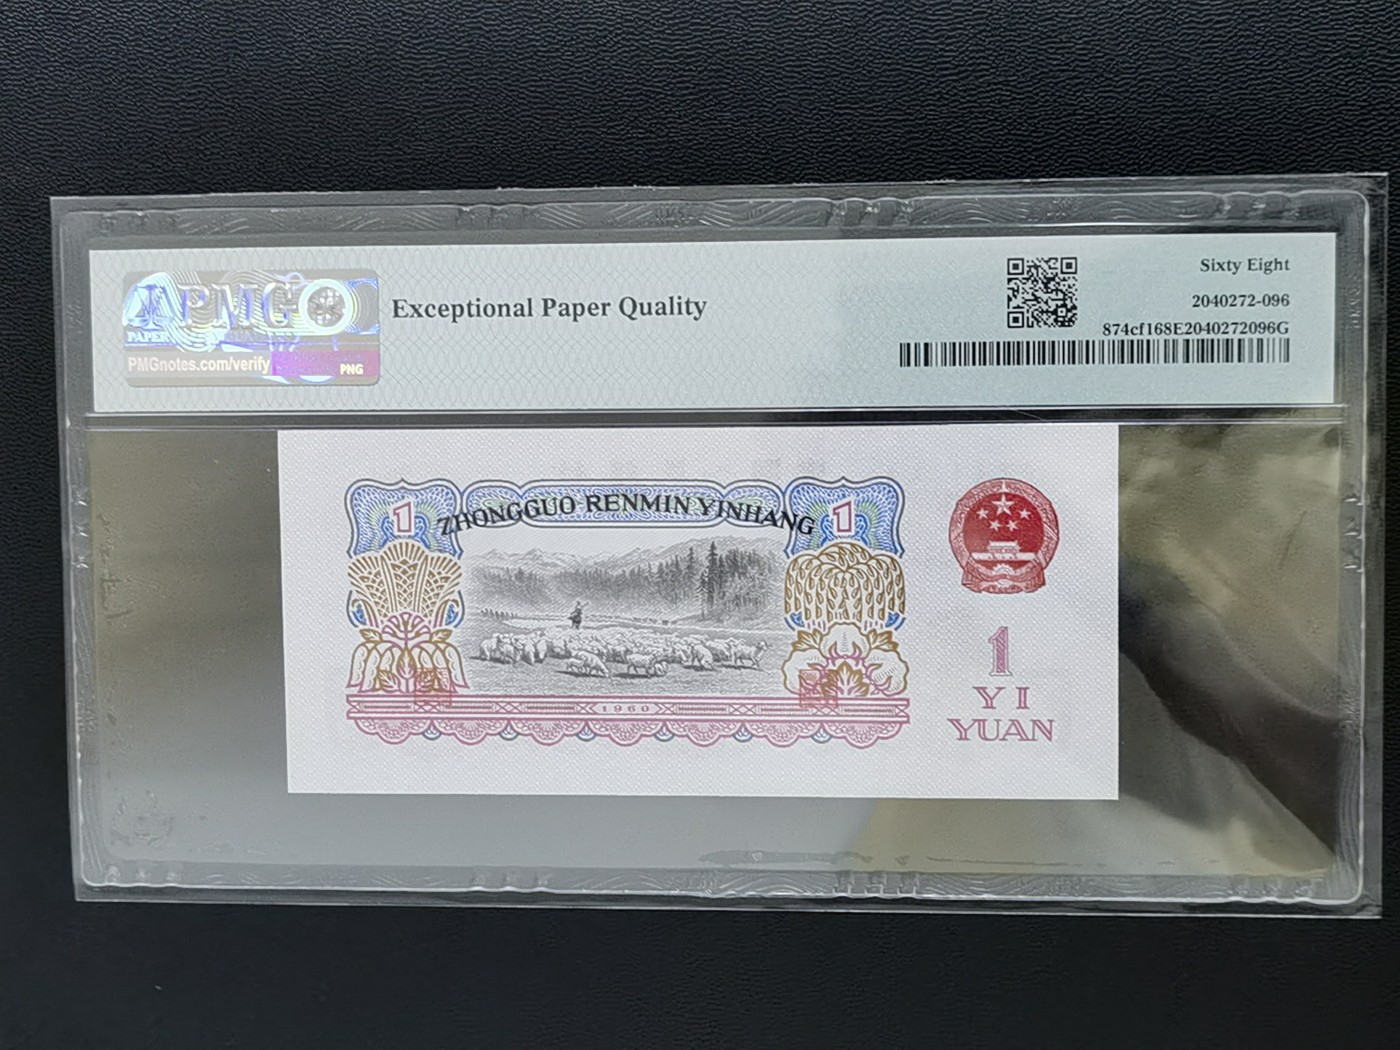 PMG
PAPER
PMGnotes.com/verify
PNG
Exceptional Paper Quality
Sixty Eight
2040272-096
874cf168E2040272096G
1
ZHONGGUO RENMIN YINHANG
1
1960
1
YI
YUAN